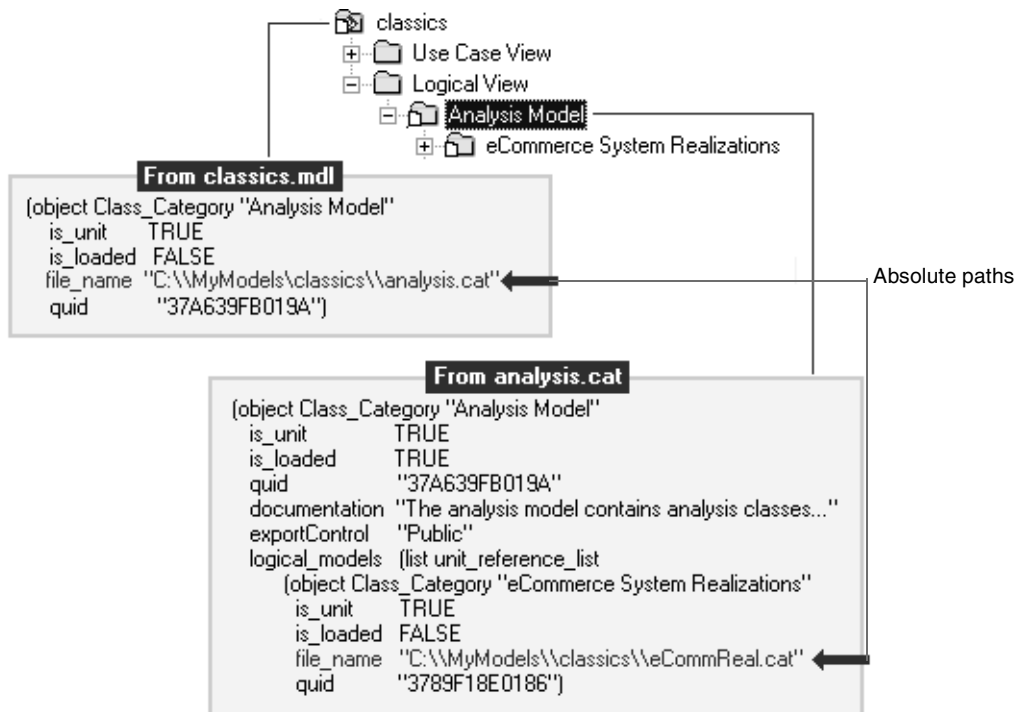 classics
Use Case View
Logical View
Analysis Model
eCommerce System Realizations
From classics.mdl
(object Class_Category "Analysis Model"
is_unit TRUE
is_loaded FALSE
file_name "C:\\MyModels\classics\\analysis.cat"
quid "37A639FB019A")
Absolute paths
From analysis.cat
(object Class_Category "Analysis Model"
is_unit TRUE
is_loaded TRUE
quid "37A639FB019A"
documentation "The analysis model contains analysis classes..."
exportControl "Public"
logical_models (list unit_reference_list
(object Class_Category "eCommerce System Realizations"
is_unit TRUE
is_loaded FALSE
file_name "C:\\MyModels\\classics\\eCommReal.cat"
quid "3789F18E0186")